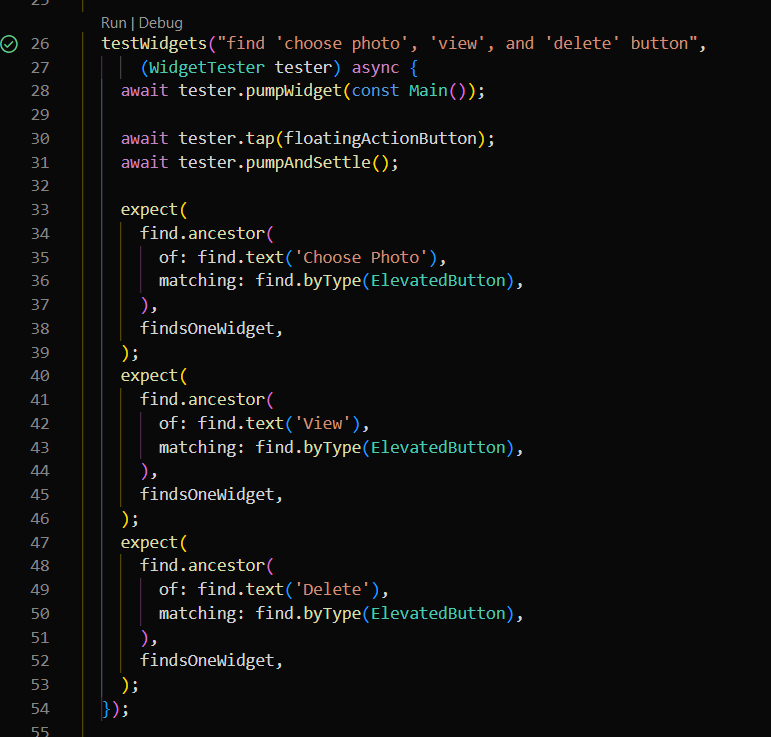 25
Run | Debug
26 testWidgets("find 'choose photo', 'view', and 'delete' button",
27 (WidgetTester tester) async {
28 await tester.pumpWidget(const Main());
29
30 await tester.tap(floatingActionButton);
31 await tester.pumpAndSettle();
32
33 expect(
34 find.ancestor(
35 of: find.text('Choose Photo'),
36 matching: find.byType(ElevatedButton),
37 ),
38 findsOneWidget,
39 );
40 expect(
41 find.ancestor(
42 of: find.text('View'),
43 matching: find.byType(ElevatedButton),
44 ),
45 findsOneWidget,
46 );
47 expect(
48 find.ancestor(
49 of: find.text('Delete'),
50 matching: find.byType(ElevatedButton),
51 ),
52 findsOneWidget,
53 );
54 });
55